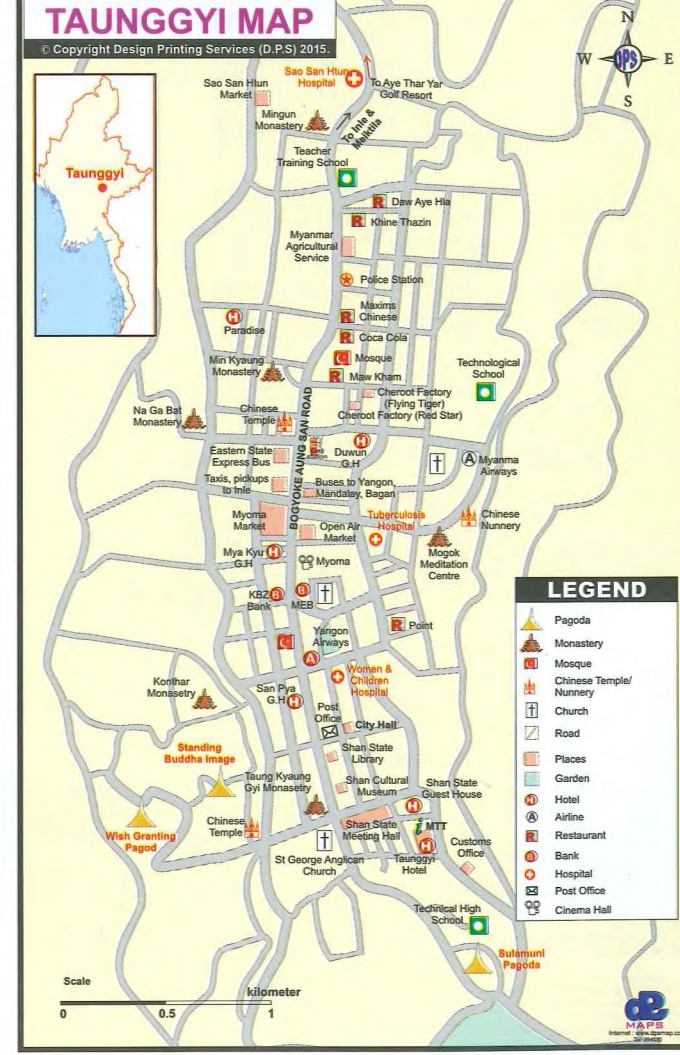 TAUNGGYI MAP
© Copyright Design Printing Services (D.P.S) 2015.
N
W
DPS
E
S
Taunggyi
Sao San Htun
Hospital
Sao San Htun
Market
To Aye Thar Yar
Golf Resort
Mingun
Monastery
To Inle &
Meiktila
Teacher
Training School
Daw Aye Hla
Khine Thazin
Myanmar
Agricultural
Service
Police Station
Maxims
Chinese
Paradise
Coca Cola
Mosque
Min Kyaung
Monastery
Technological
School
Maw Kham
Cheroot Factory
(Flying Tiger)
Cheroot Factory (Red Star)
Na Ga Bat
Monastery
Chinese
Temple
BOGYOKE AUNG SAN ROAD
Eastern State
Express Bus
Duwun
G.H
Myanma
Airways
Taxis, pickups
to Inle
Buses to Yangon,
Mandalay, Bagan
Myoma
Market
Open Air
Market
Tuberculosis
Hospital
Chinese
Nunnery
Mya Kyu
G.H
Myoma
Mogok
Meditation
Centre
KBZ
Bank
MEB
Yangon
Airways
Point
Women &
Children
Hospital
Konthar
Monasetry
San Pya
G.H
Post
Office
City Hall
Standing
Buddha Image
Shan State
Library
Taung Kyaung
Gyi Monasetry
Shan Cultural
Museum
Shan State
Guest House
Wish Granting
Pagod
Chinese
Temple
Shan State
Meeting Hall
MTT
Customs
Office
St George Anglican
Church
Taunggyi
Hotel
Technical High
School
Sulamuni
Pagoda
LEGEND
Pagoda
Monastery
Mosque
Chinese Temple/
Nunnery
Church
Road
Places
Garden
H Hotel
A Airline
R Restaurant
B Bank
Hospital
Post Office
Cinema Hall
Scale
kilometer
0 0.5 1
MAPS